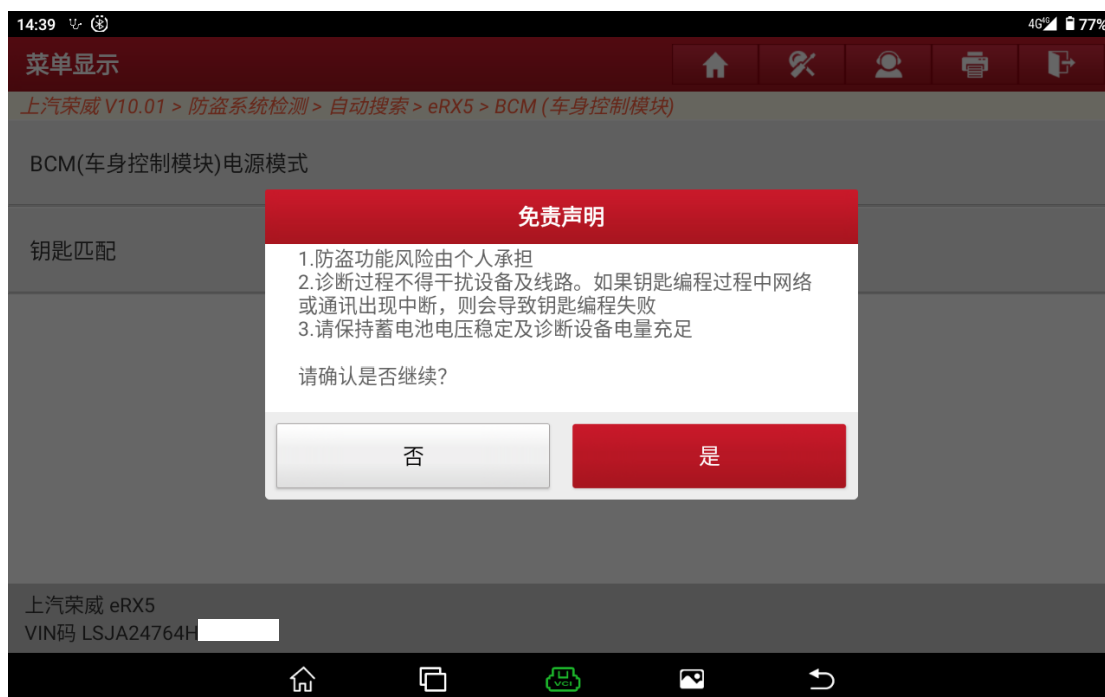 14:39
4G 4G 77%
菜单显示
上汽荣威 V10.01 > 防盗系统检测 > 自动搜索 > eRX5 > BCM (车身控制模块)
BCM(车身控制模块)电源模式
钥匙匹配
免责声明
1.防盗功能风险由个人承担
2.诊断过程不得干扰设备及线路。如果钥匙编程过程中网络
或通讯出现中断，则会导致钥匙编程失败
3.请保持蓄电池电压稳定及诊断设备电量充足
请确认是否继续?
否
是
上汽荣威 eRX5
VIN码 LSJA24764H
VCI